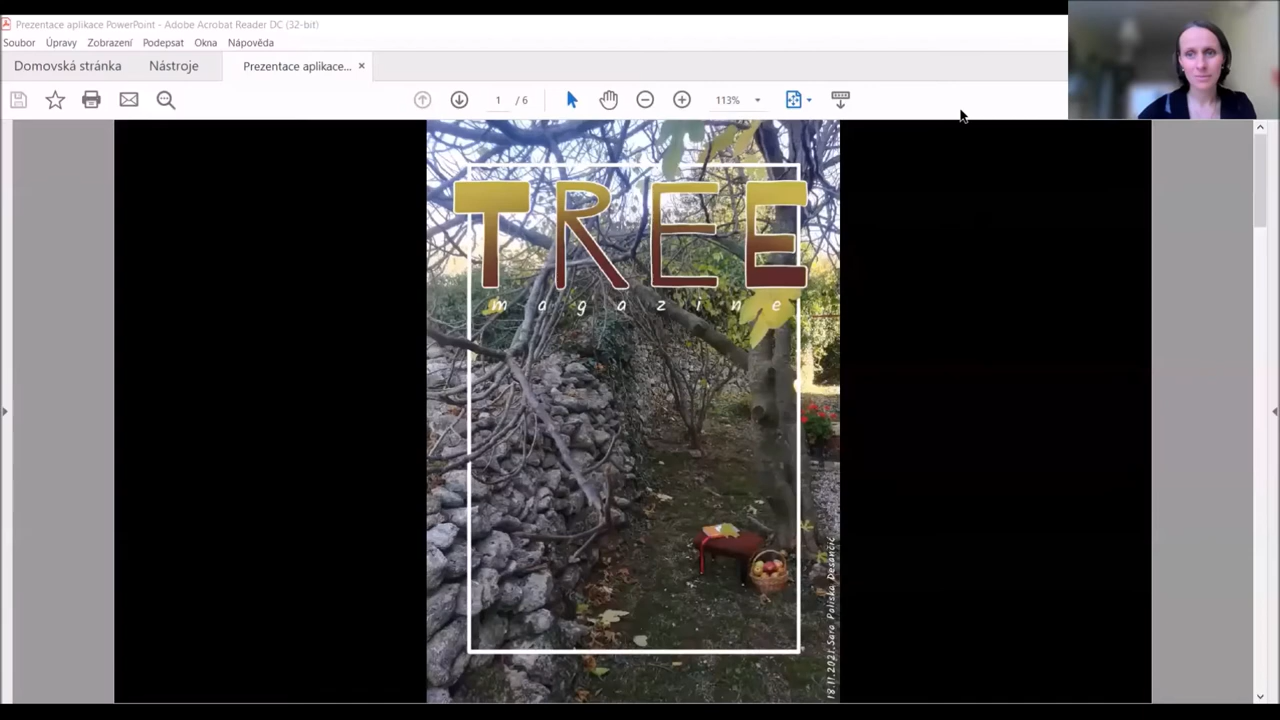 Prezentace aplikace PowerPoint - Adobe Acrobat Reader DC (32-bit)
Soubor Úpravy Zobrazení Podepsat Okna Nápověda
Domovská stránka Nástroje Prezentace aplikace... ×
1 / 6 113%
TREE
magazine
18.11.2021. Sara Poliska Desančić